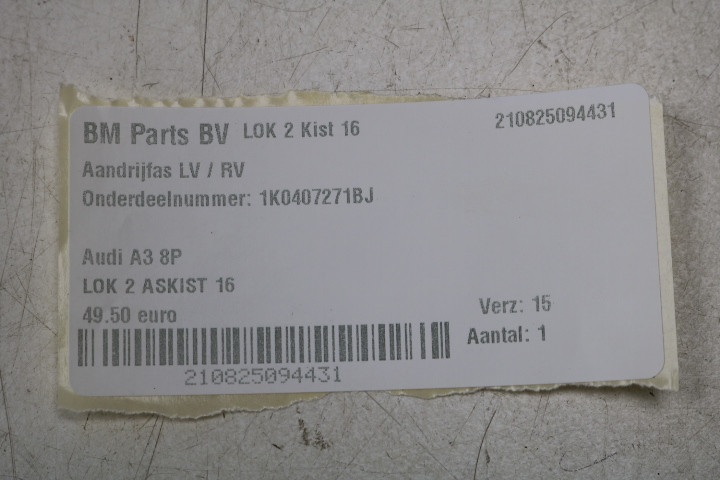 BM Parts BV LOK 2 Kist 16 210825094431
Aandrijfas LV / RV
Onderdeelnummer: 1K0407271BJ
Audi A3 8P
LOK 2 ASKIST 16
49.50 euro Verz: 15
Aantal: 1
210825094431